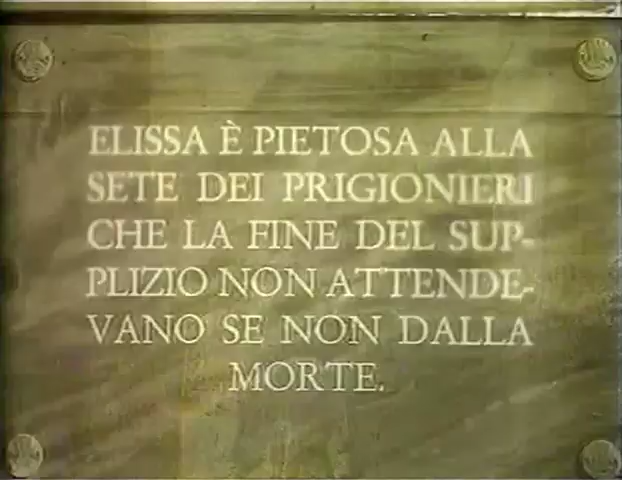 ELISSA È PIETOSA ALLA
SETE DEI PRIGIONIERI
CHE LA FINE DEL SUP-
PLIZIO NON ATTENDE-
VANO SE NON DALLA
MORTE.